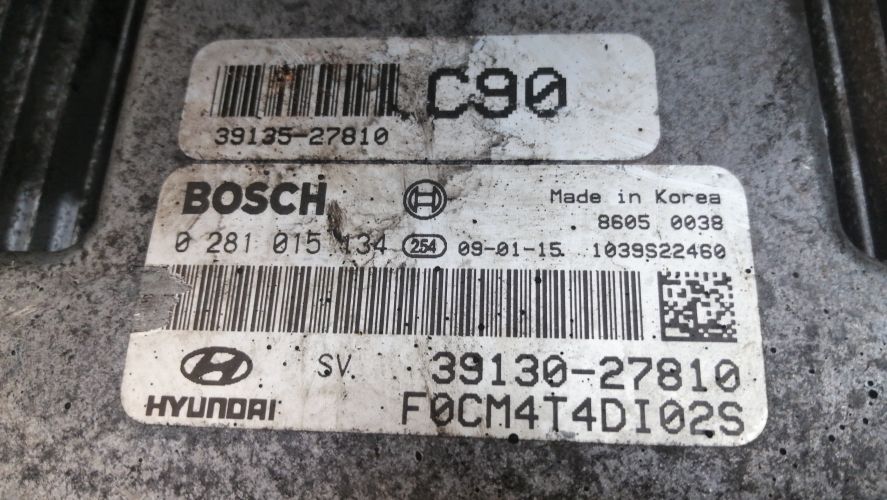 C90
39135-27810
BOSCH
Made in Korea
8605 0038
0 281 015 134 254 09-01-15 1039S22460
SV 39130-27810
HYUNDAI F0CM4T4DI02S